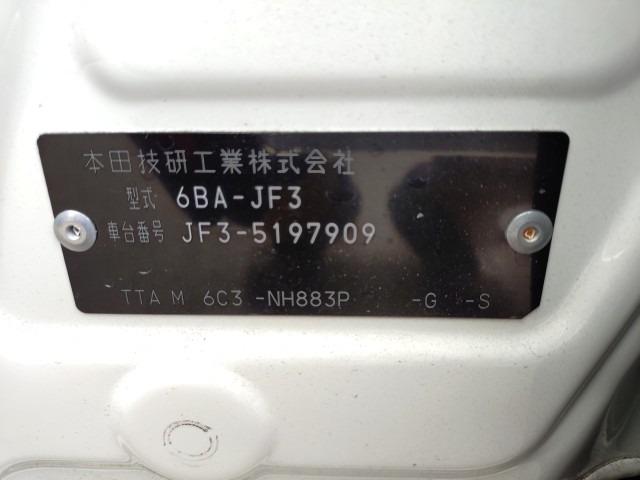 本田技研工業株式会社
型式 6BA-JF3
車台番号 JF3-5197909
TTA M 6C3 -NH883P -G -S